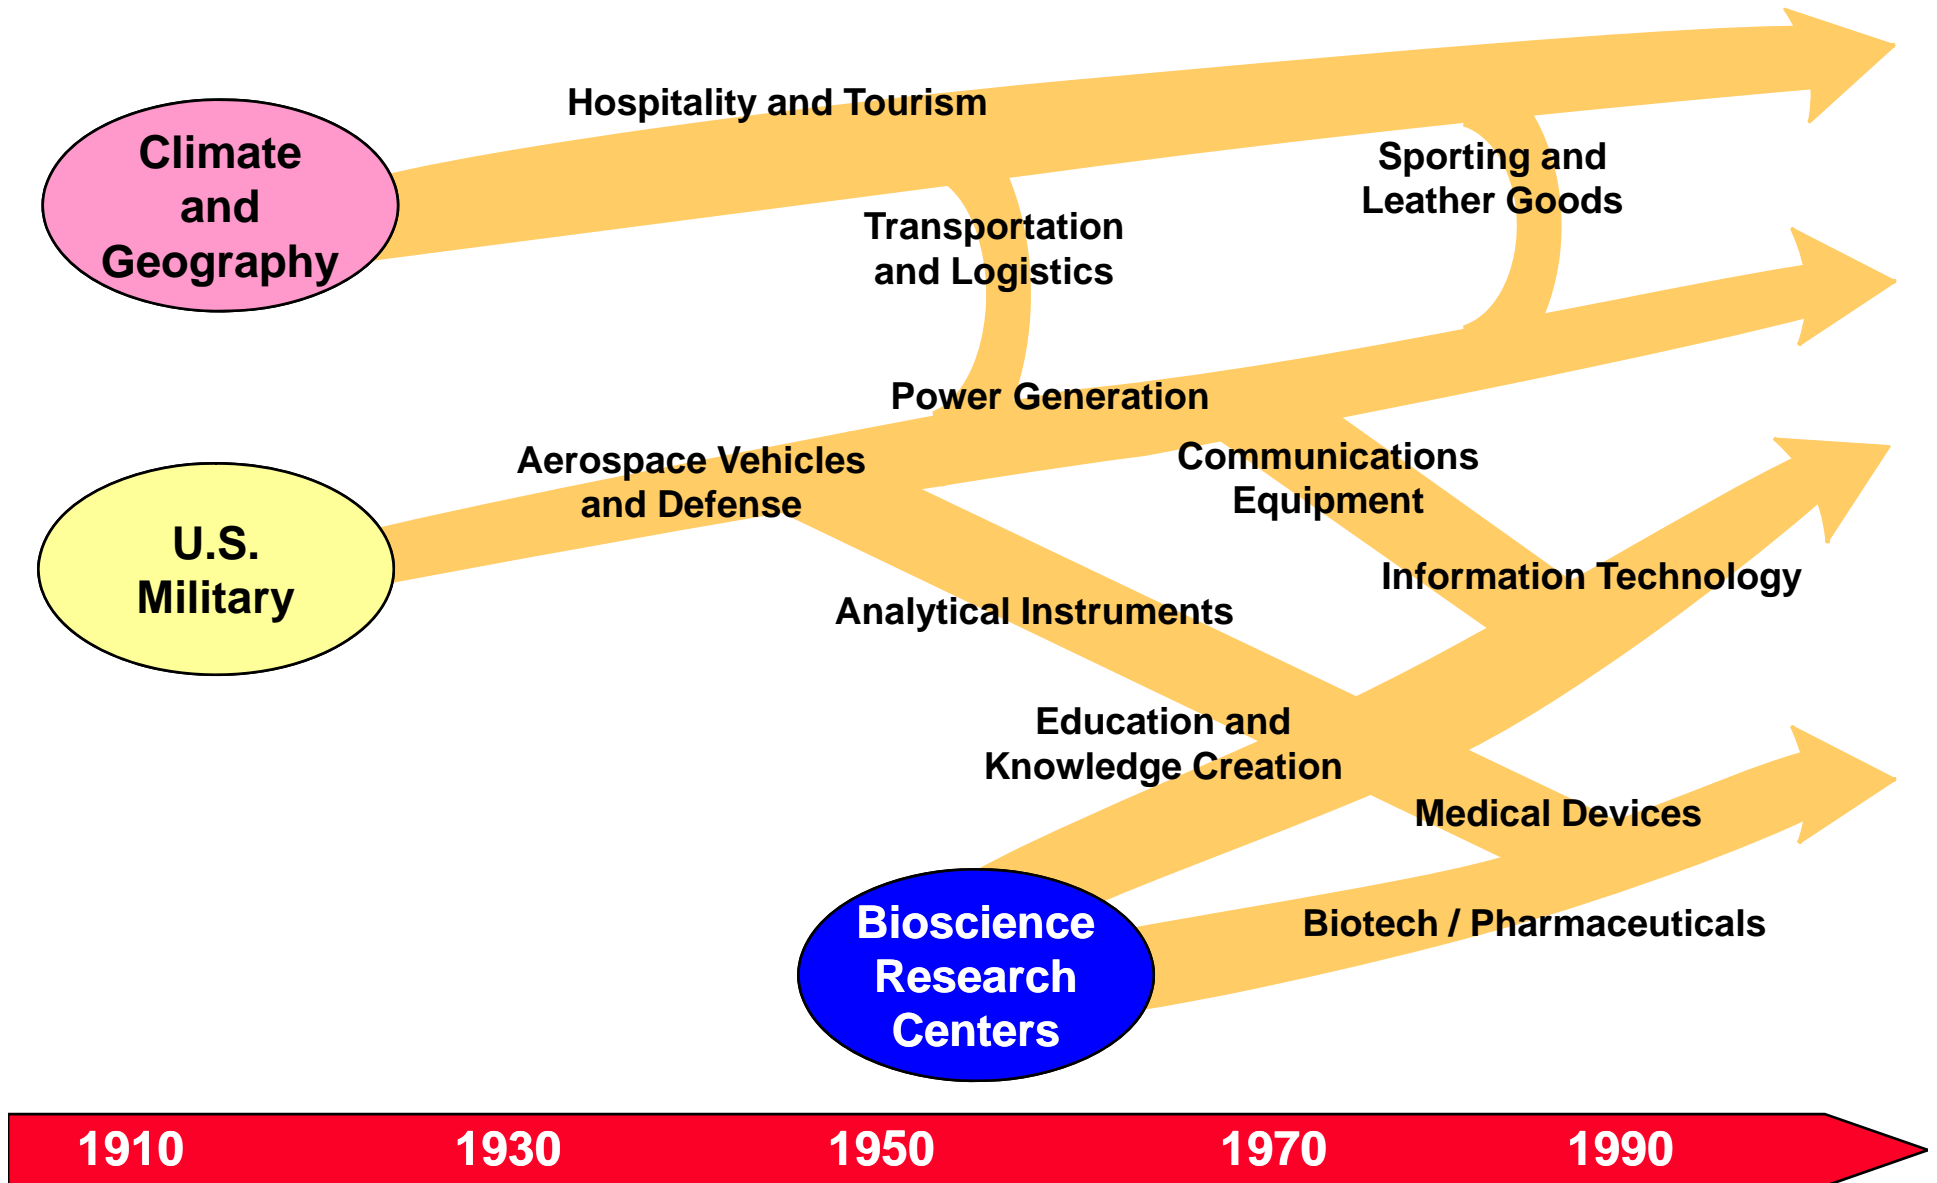 Hospitality and Tourism
Climate
and
Geography
Sporting and
Leather Goods
Transportation
and Logistics
Power Generation
Aerospace Vehicles
and Defense
Communications
Equipment
U.S.
Military
Information Technology
Analytical Instruments
Education and
Knowledge Creation
Medical Devices
Bioscience
Research
Centers
Biotech / Pharmaceuticals
1910 1930 1950 1970 1990